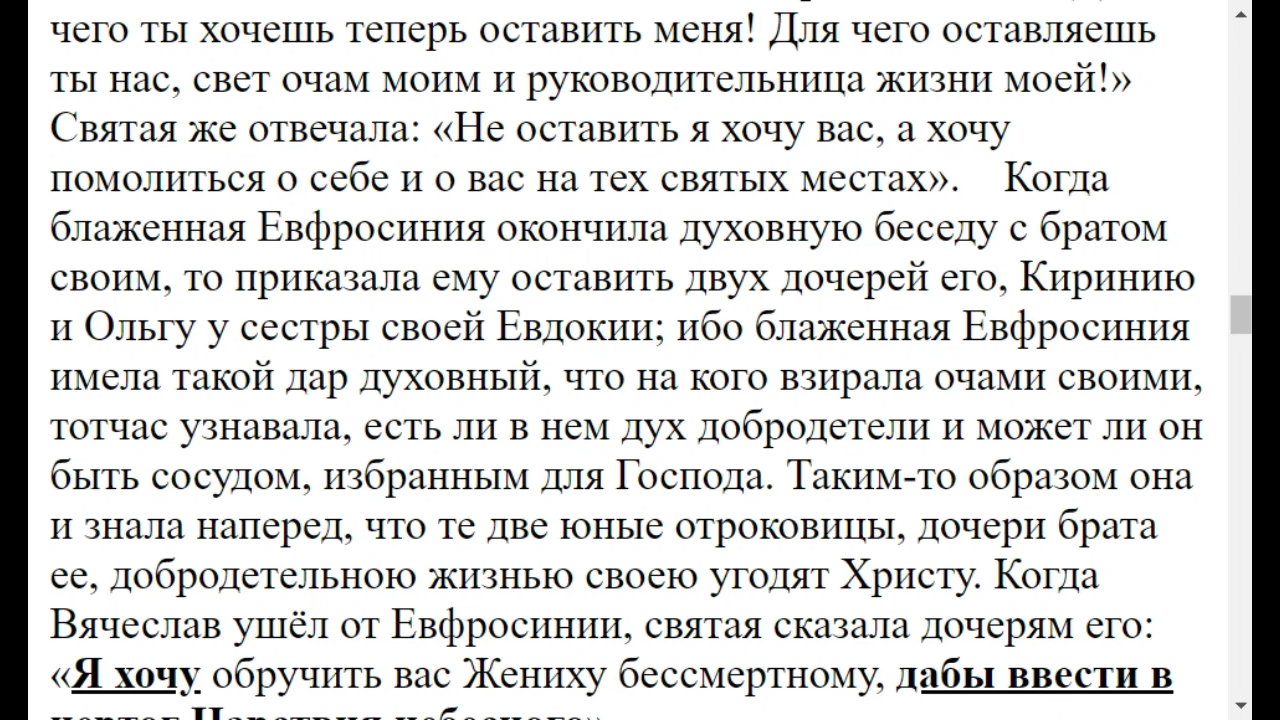 чего ты хочешь теперь оставить меня! Для чего оставляешь
ты нас, свет очам моим и руководительница жизни моей!»
Святая же отвечала: «Не оставить я хочу вас, а хочу
помолиться о себе и о вас на тех святых местах». Когда
блаженная Евфросиния окончила духовную беседу с братом
своим, то приказала ему оставить двух дочерей его, Киринию
и Ольгу у сестры своей Евдокии; ибо блаженная Евфросиния
имела такой дар духовный, что на кого взирала очами своими,
тотчас узнавала, есть ли в нем дух добродетели и может ли он
быть сосудом, избранным для Господа. Таким-то образом она
и знала наперед, что те две юные отроковицы, дочери брата
ее, добродетельною жизнью своею угодят Христу. Когда
Вячеслав ушёл от Евфросинии, святая сказала дочерям его:
«Я хочу обручить вас Жениху бессмертному, дабы ввести в
чертог Царствия небесного»